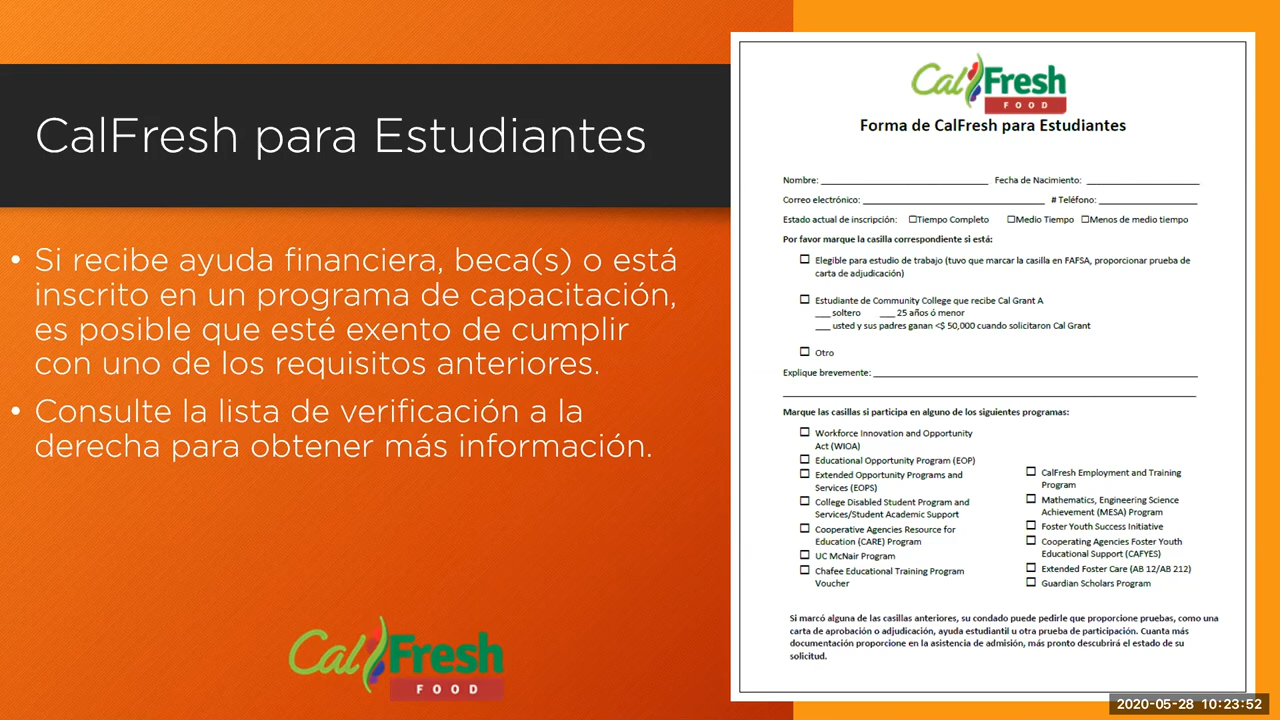 CalFresh para Estudiantes
• Si recibe ayuda financiera, beca(s) o está
inscrito en un programa de capacitación,
es posible que esté exento de cumplir
con uno de los requisitos anteriores.
• Consulte la lista de verificación a la
derecha para obtener más información.
CalFresh
FOOD
CalFresh
FOOD
Forma de CalFresh para Estudiantes
Nombre: Fecha de Nacimiento:
Correo electrónico: # Teléfono:
Estado actual de inscripción: ☐Tiempo Completo ☐Medio Tiempo ☐Menos de medio tiempo
Por favor marque la casilla correspondiente si está:
☐ Elegible para estudio de trabajo (tuvo que marcar la casilla en FAFSA, proporcionar prueba de
carta de adjudicación)
☐ Estudiante de Community College que recibe Cal Grant A
___ soltero ___ 25 años ó menor
___ usted y sus padres ganan <$ 50,000 cuando solicitaron Cal Grant
☐ Otro
Explique brevemente:
Marque las casillas si participa en alguno de los siguientes programas:
☐ Workforce Innovation and Opportunity
Act (WIOA)
☐ Educational Opportunity Program (EOP)
☐ Extended Opportunity Programs and
Services (EOPS)
☐ College Disabled Student Program and
Services/Student Academic Support
☐ Cooperative Agencies Resource for
Education (CARE) Program
☐ UC McNair Program
☐ Chafee Educational Training Program
Voucher
☐ CalFresh Employment and Training
Program
☐ Mathematics, Engineering Science
Achievement (MESA) Program
☐ Foster Youth Success Initiative
☐ Cooperating Agencies Foster Youth
Educational Support (CAFYES)
☐ Extended Foster Care (AB 12/AB 212)
☐ Guardian Scholars Program
Si marcó alguna de las casillas anteriores, su condado puede pedirle que proporcione pruebas, como una
carta de aprobación o adjudicación, ayuda estudiantil u otra prueba de participación. Cuanta más
documentación proporcione en la asistencia de admisión, más pronto descubrirá el estado de su
solicitud.
2020-05-28 10:23:52